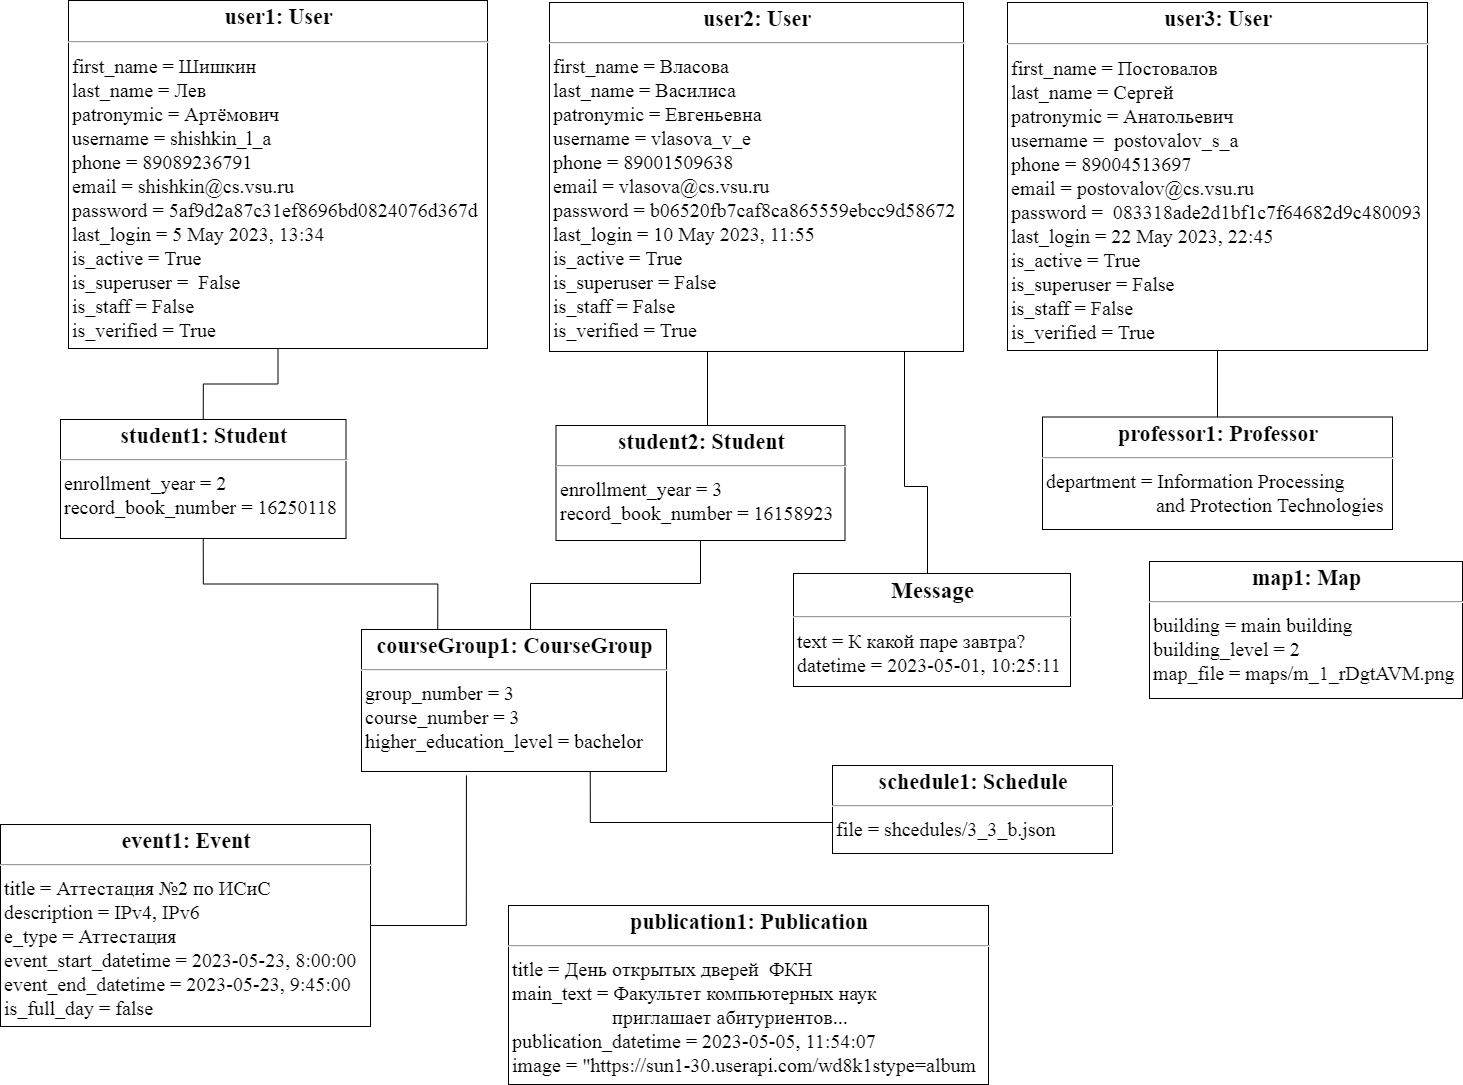 user1: User
first_name = Шишкин
last_name = Лев
patronymic = Артёмович
username = shishkin_l_a
phone = 89089236791
email = shishkin@cs.vsu.ru
password = 5af9d2a87c31ef8696bd0824076d367d
last_login = 5 May 2023, 13:34
is_active = True
is_superuser =  False
is_staff = False
is_verified = True
user2: User
first_name = Власова
last_name = Василиса
patronymic = Евгеньевна
username = vlasova_v_e
phone = 89001509638
email = vlasova@cs.vsu.ru
password = b06520fb7caf8ca865559ebcc9d58672
last_login = 10 May 2023, 11:55
is_active = True
is_superuser = False
is_staff = False
is_verified = True
user3: User
first_name = Постовалов
last_name = Сергей
patronymic = Анатольевич
username =  postovalov_s_a
phone = 89004513697
email = postovalov@cs.vsu.ru
password =  083318ade2d1bf1c7f64682d9c480093
last_login = 22 May 2023, 22:45
is_active = True
is_superuser = False
is_staff = False
is_verified = True
student1: Student
enrollment_year = 2
record_book_number = 16250118
student2: Student
enrollment_year = 3
record_book_number = 16158923
professor1: Professor
department = Information Processing
and Protection Technologies
Message
text = К какой паре завтра?
datetime = 2023-05-01, 10:25:11
map1: Map
building = main building
building_level = 2
map_file = maps/m_1_rDgtAVM.png
courseGroup1: CourseGroup
group_number = 3
course_number = 3
higher_education_level = bachelor
schedule1: Schedule
file = shcedules/3_3_b.json
event1: Event
title = Аттестация №2 по ИСиС
description = IPv4, IPv6
e_type = Аттестация
event_start_datetime = 2023-05-23, 8:00:00
event_end_datetime = 2023-05-23, 9:45:00
is_full_day = false
publication1: Publication
title = День открытых дверей  ФКН
main_text = Факультет компьютерных наук
приглашает абитуриентов...
publication_datetime = 2023-05-05, 11:54:07
image = "https://sun1-30.userapi.com/wd8k1stype=album